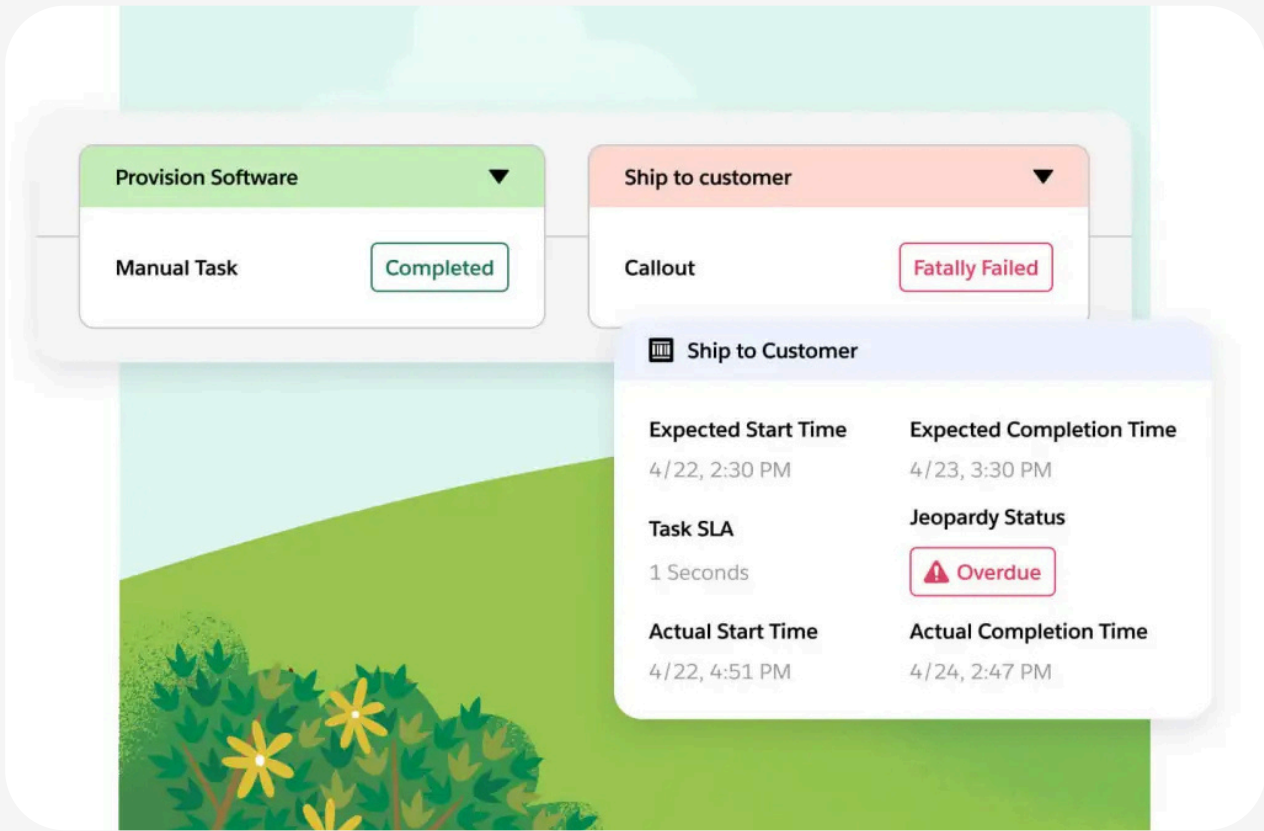 Provision Software
Manual Task
Completed
Ship to customer
Callout
Fatally Failed
Ship to Customer
Expected Start Time
4/22, 2:30 PM
Expected Completion Time
4/23, 3:30 PM
Task SLA
1 Seconds
Jeopardy Status
Overdue
Actual Start Time
4/22, 4:51 PM
Actual Completion Time
4/24, 2:47 PM